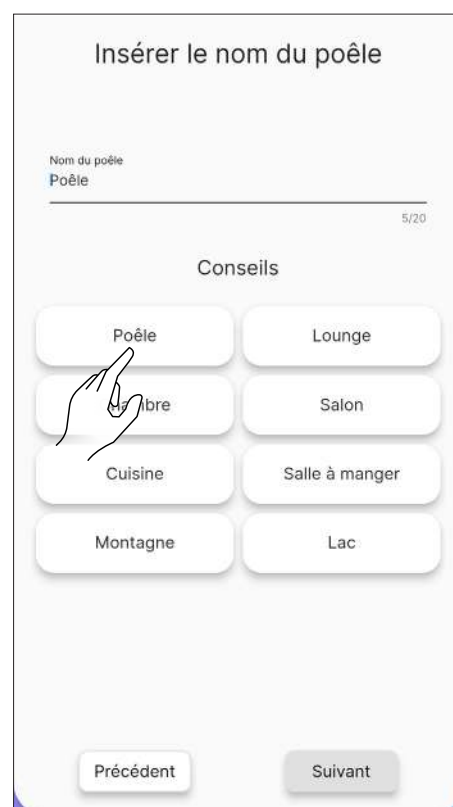 Insérer le nom du poêle
Nom du poêle
Poêle
5/20
Conseils
Poêle
Lounge
Salon
Cuisine
Salle à manger
Montagne
Lac
Précédent
Suivant